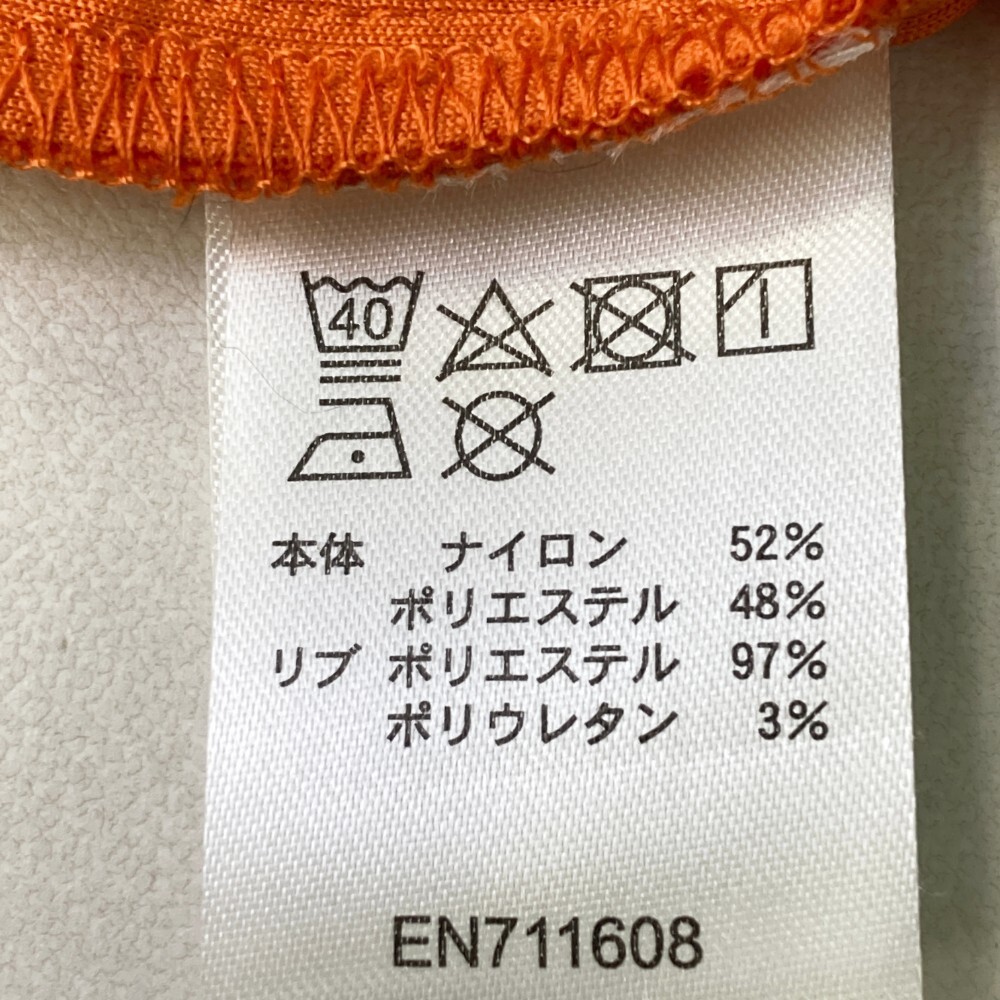 40
本体 ナイロン 52%
ポリエステル 48%
リブ ポリエステル 97%
ポリウレタン 3%
EN711608